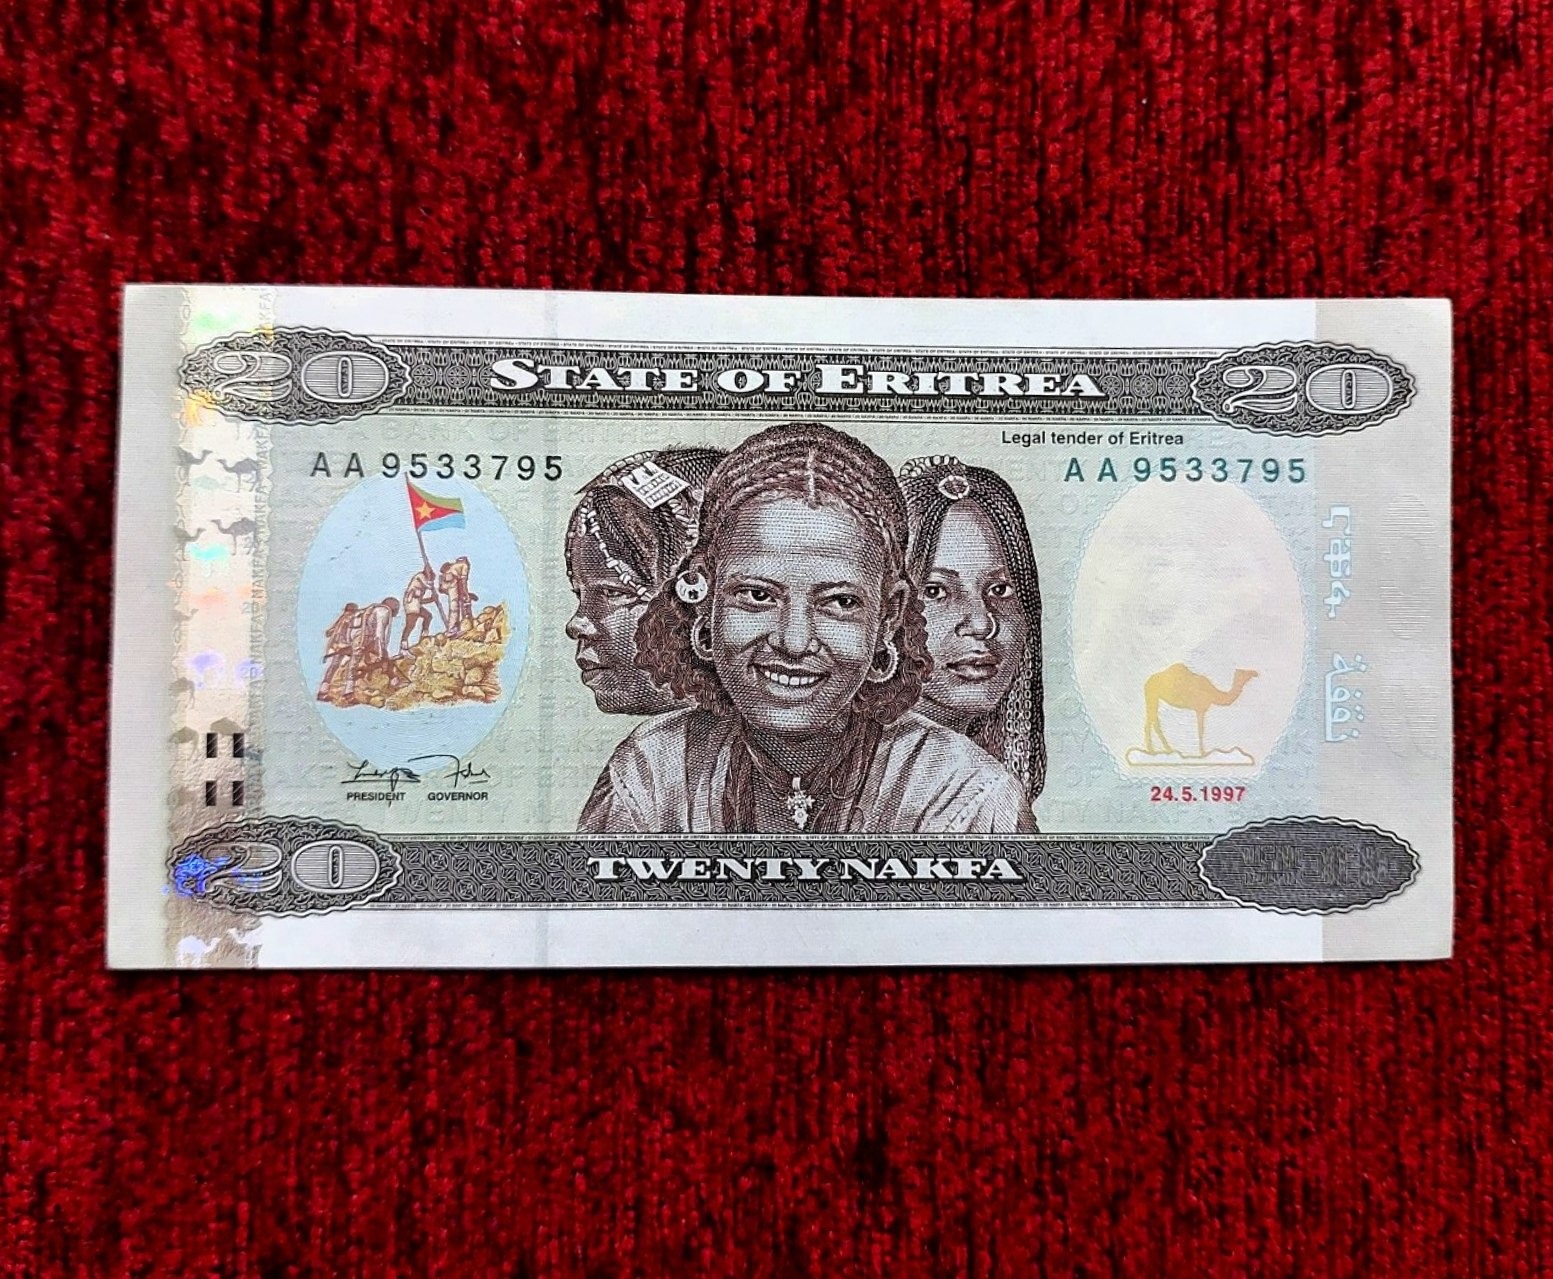 20
STATE OF ERITREA
20
Legal tender of Eritrea
AA 9533795
AA 9533795
ናቕፋ
نقفة
PRESIDENT GOVERNOR
24.5.1997
20
TWENTY NAKFA